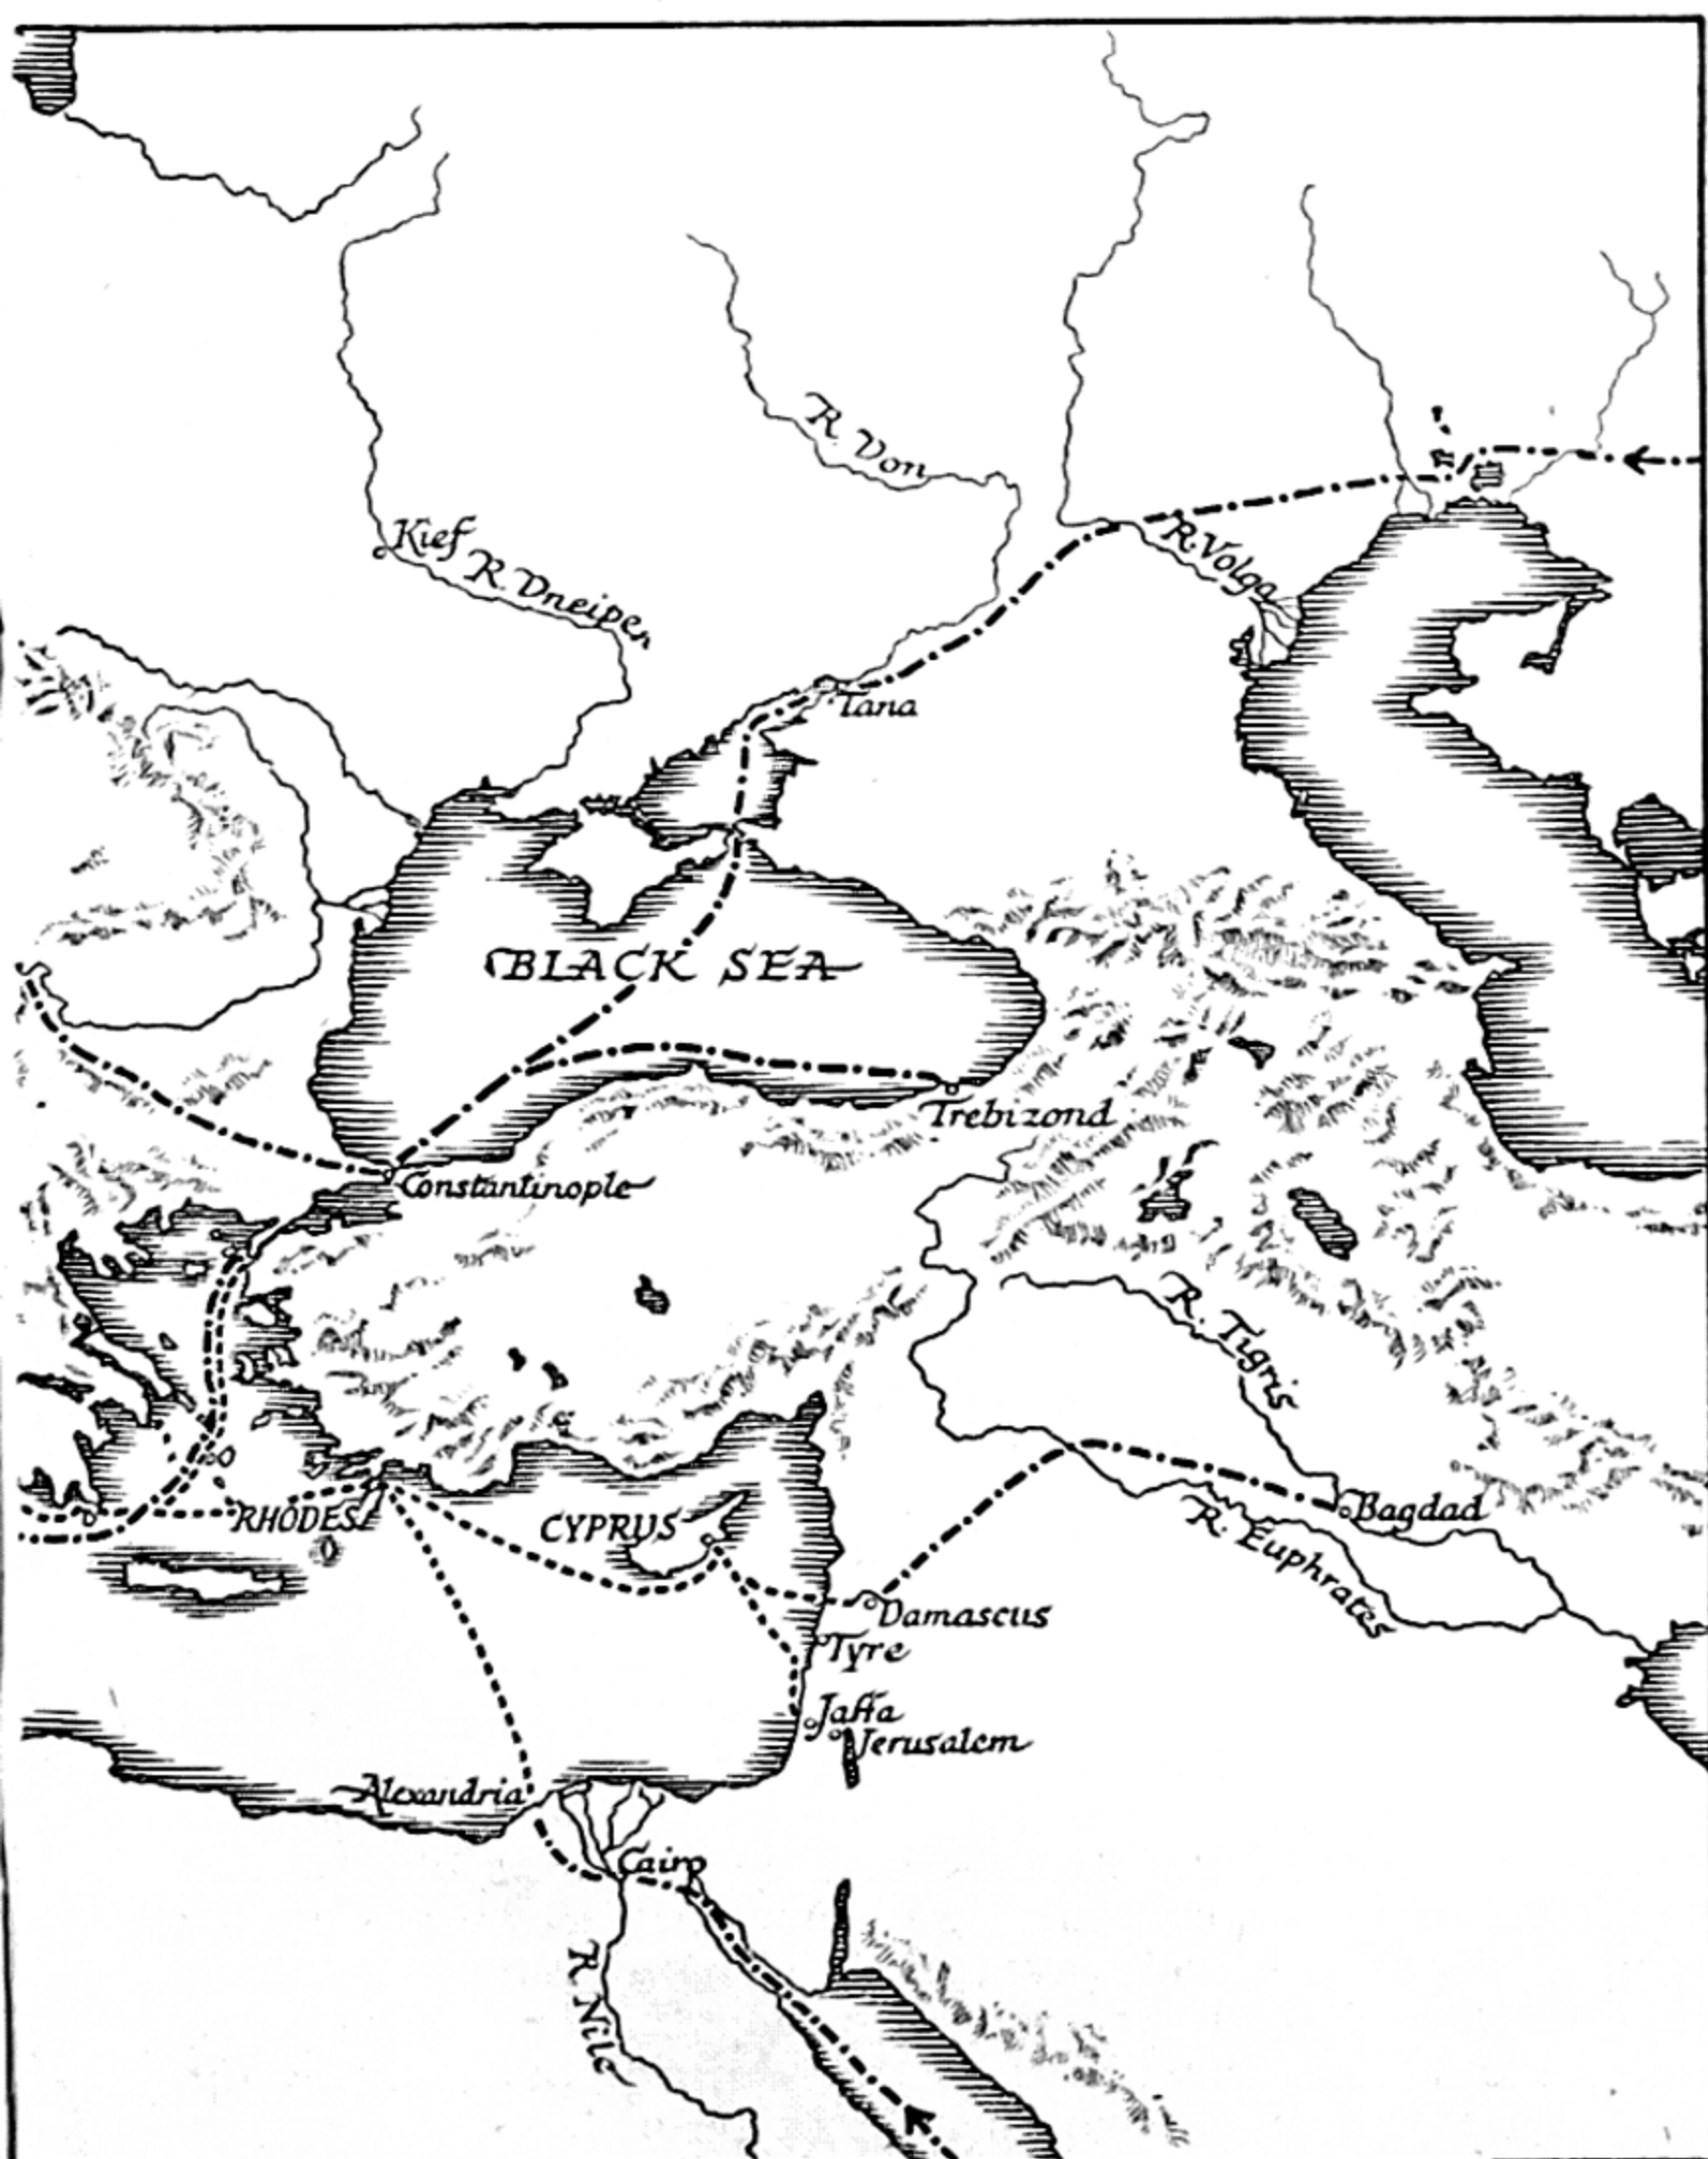 R. Don
Kief
R. Dneiper
R. Volga
Tana
BLACK SEA
Trebizond
Constantinople
R. Tigris
RHODES
CYPRUS
Bagdad
R. Euphrates
Damascus
Tyre
Jaffa
Jerusalem
Alexandria
Cairo
R. Nile